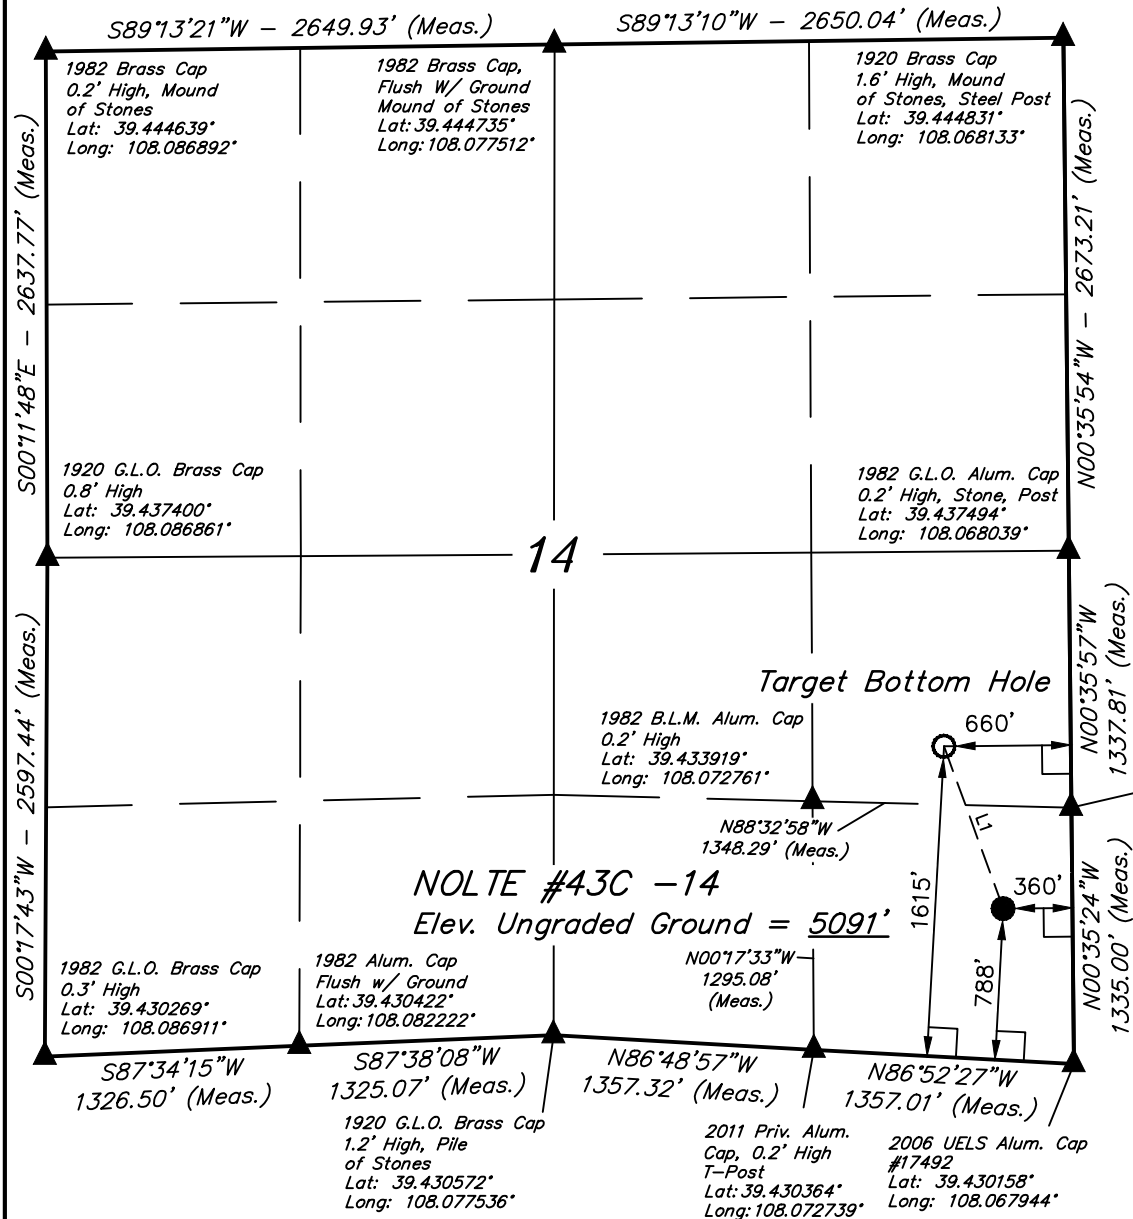 S89°13'21"W - 2649.93' (Meas.)
S89°13'10"W - 2650.04' (Meas.)
1982 Brass Cap
0.2' High, Mound
of Stones
Lat: 39.444639°
Long: 108.086892°
1982 Brass Cap,
Flush W/ Ground
Mound of Stones
Lat: 39.444735°
Long: 108.077512°
1920 Brass Cap
1.6' High, Mound
of Stones, Steel Post
Lat: 39.444831°
Long: 108.068133°
S00°11'48"E - 2637.77' (Meas.)
N00°35'54"W - 2673.21' (Meas.)
1920 G.L.O. Brass Cap
0.8' High
Lat: 39.437400°
Long: 108.086861°
1982 G.L.O. Alum. Cap
0.2' High, Stone, Post
Lat: 39.437494°
Long: 108.068039°
14
S00°17'43"W - 2597.44' (Meas.)
N00°35'57"W
1337.81' (Meas.)
Target Bottom Hole
660'
1982 B.L.M. Alum. Cap
0.2' High
Lat: 39.433919°
Long: 108.072761°
N88°32'58"W
1348.29' (Meas.)
L1
1615'
360'
788'
N00°35'24"W
1335.00' (Meas.)
NOLTE #43C -14
Elev. Ungraded Ground = 5091'
N00°17'33"W
1295.08'
(Meas.)
1982 G.L.O. Brass Cap
0.3' High
Lat: 39.430269°
Long: 108.086911°
1982 Alum. Cap
Flush w/ Ground
Lat: 39.430422°
Long: 108.082222°
S87°34'15"W
1326.50' (Meas.)
S87°38'08"W
1325.07' (Meas.)
N86°48'57"W
1357.32' (Meas.)
N86°52'27"W
1357.01' (Meas.)
1920 G.L.O. Brass Cap
1.2' High, Pile
of Stones
Lat: 39.430572°
Long: 108.077536°
2011 Priv. Alum.
Cap, 0.2' High
T-Post
Lat: 39.430364°
Long: 108.072739°
2006 UELS Alum. Cap
#17492
Lat: 39.430158°
Long: 108.067944°